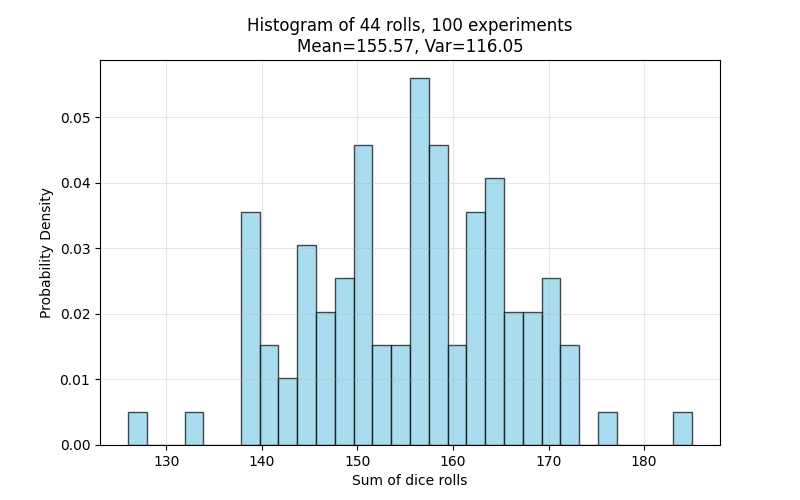 Histogram of 44 rolls, 100 experiments
Mean=155.57, Var=116.05
Probability Density
0.05
0.04
0.03
0.02
0.01
0.00
130 140 150 160 170 180
Sum of dice rolls